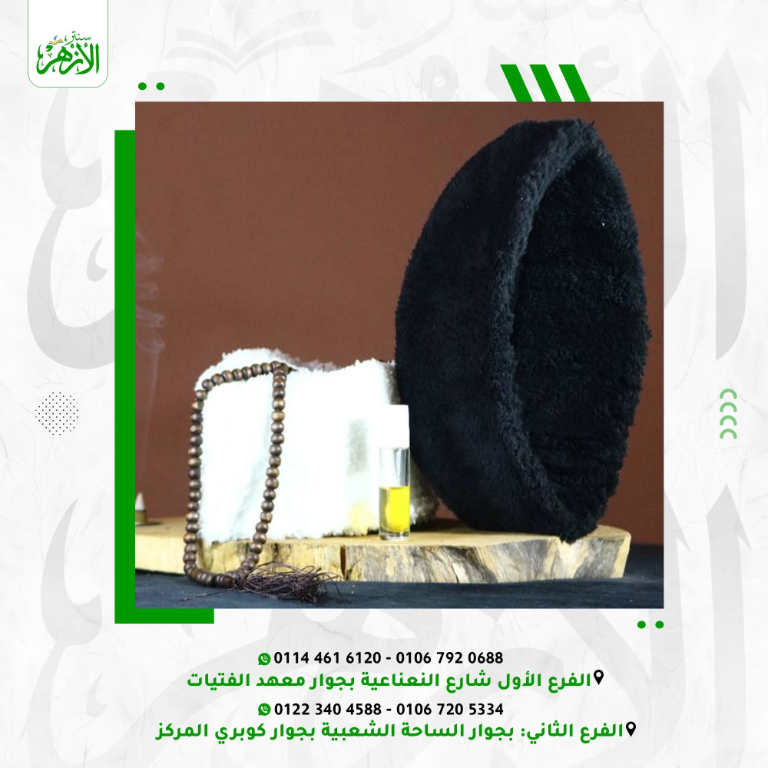 سنتر
الأزهر
0114 461 6120 - 0106 792 0688
الفرع الأول شارع النعناعية بجوار معهد الفتيات
0122 340 4588 - 0106 720 5334
الفرع الثاني: بجوار الساحة الشعبية بجوار كوبري المركز